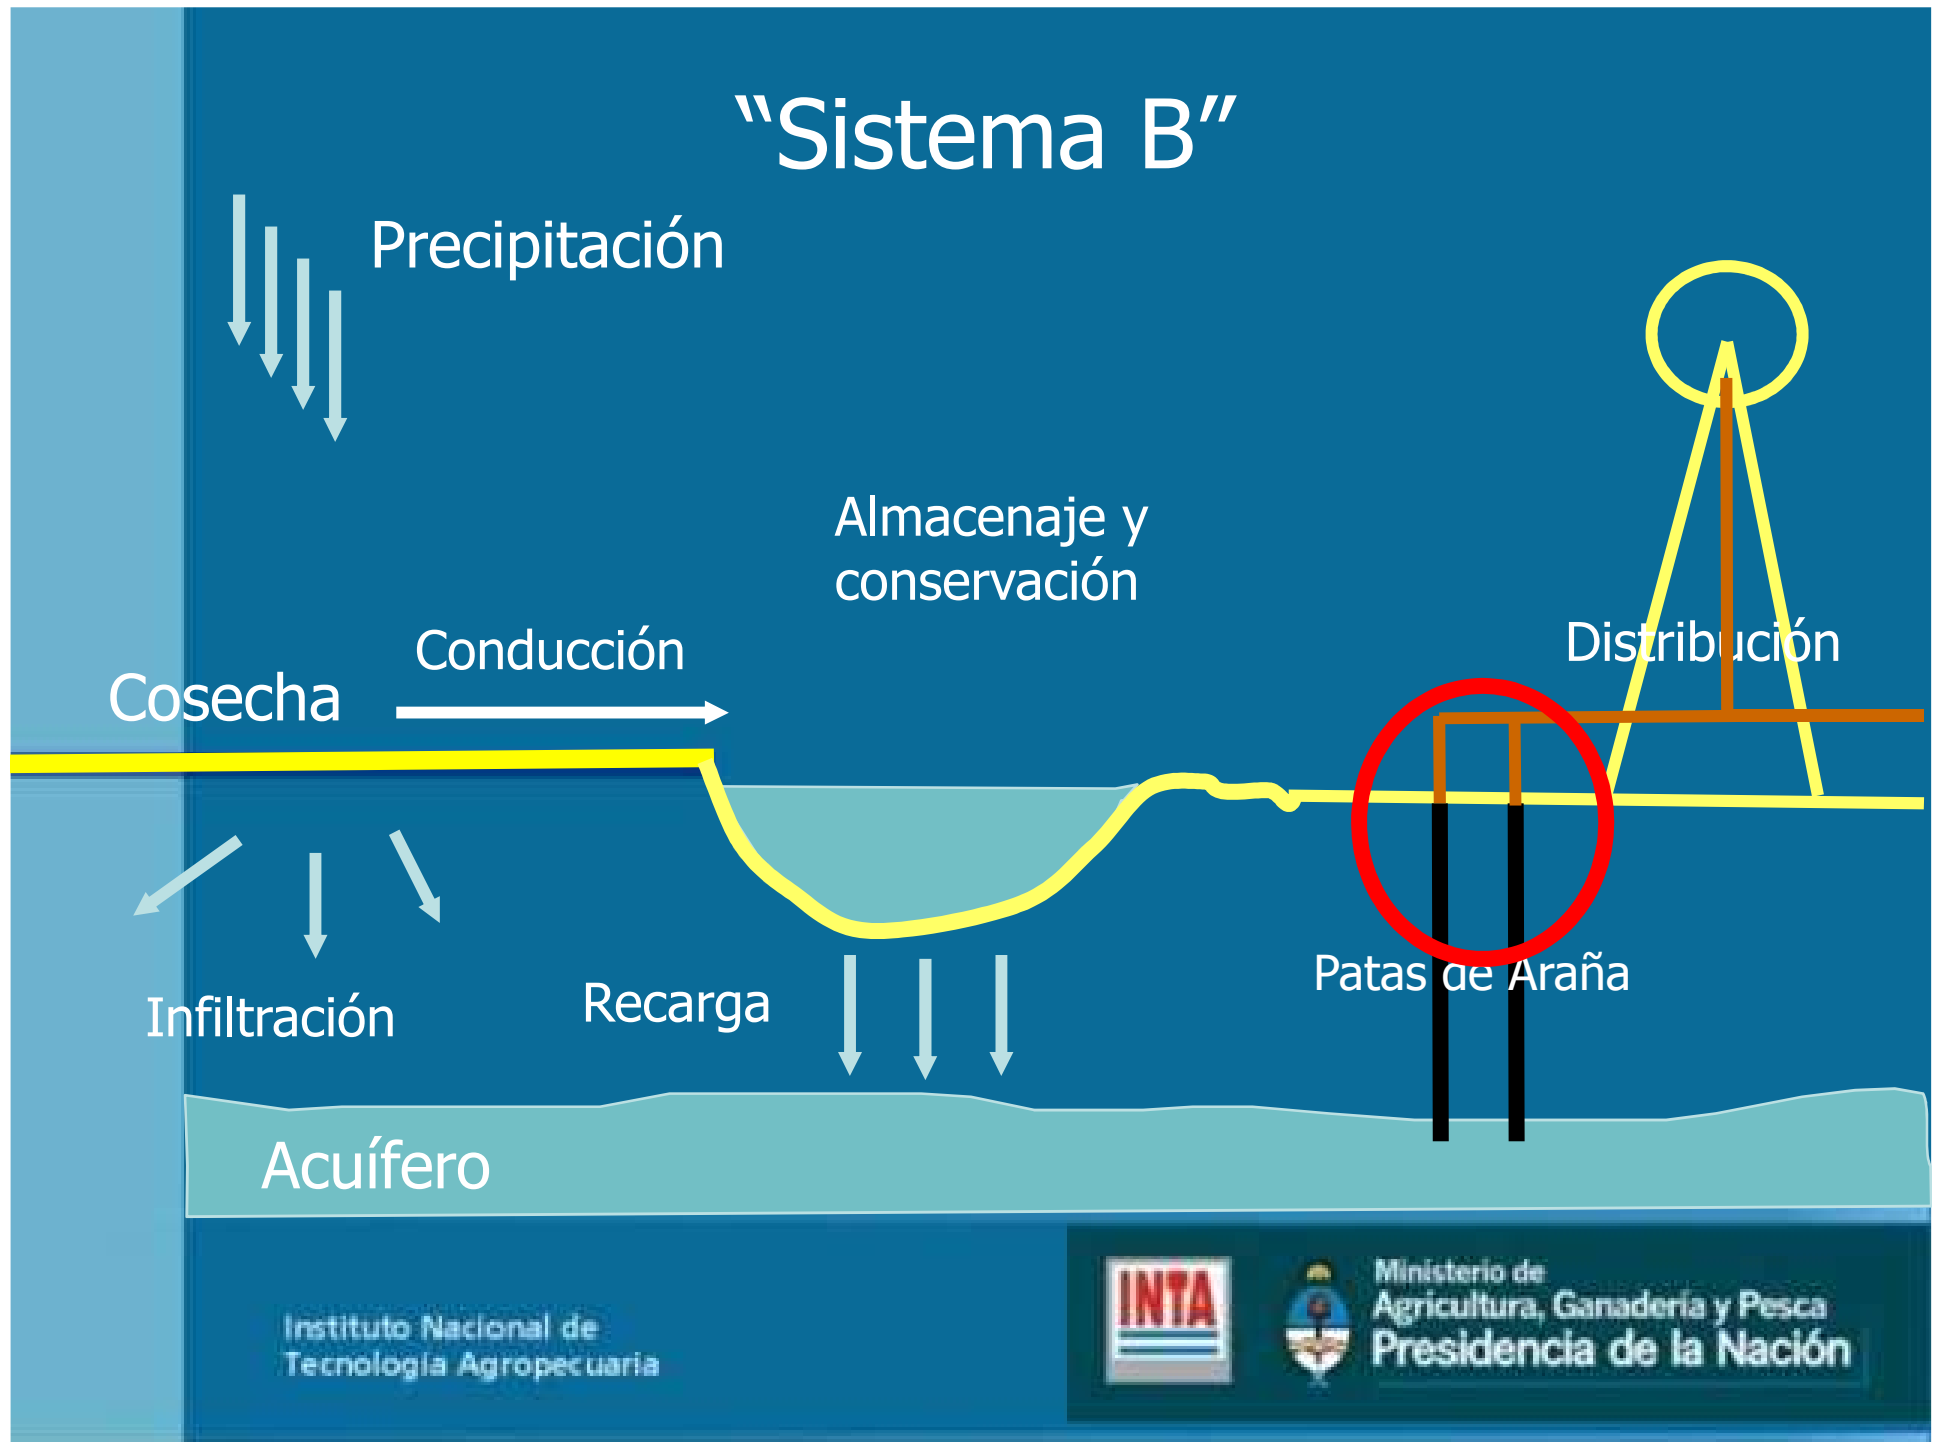 “Sistema B”
Precipitación
Almacenaje y
conservación
Conducción
Distribución
Cosecha
Patas de Araña
Recarga
Infiltración
Acuífero
Instituto Nacional de
Tecnología Agropecuaria
INTA
Ministerio de
Agricultura, Ganadería y Pesca
Presidencia de la Nación